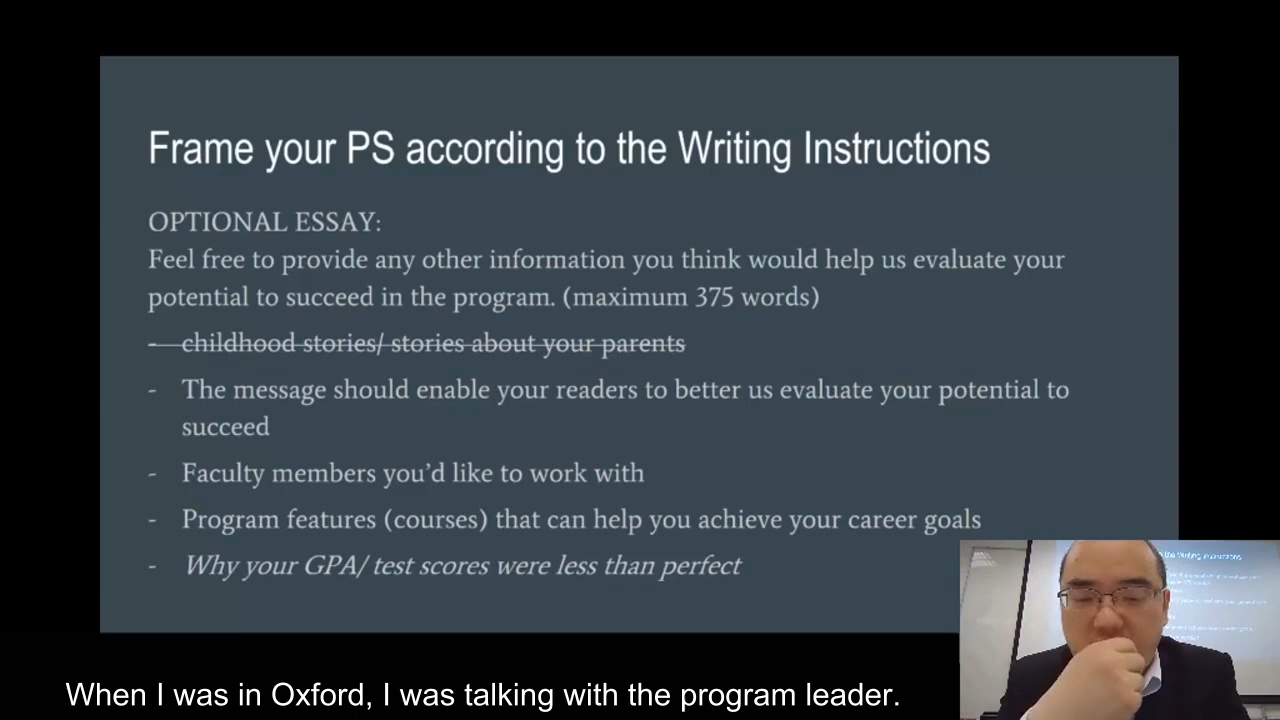 Frame your PS according to the Writing Instructions
OPTIONAL ESSAY:
Feel free to provide any other information you think would help us evaluate your
potential to succeed in the program. (maximum 375 words)
- childhood stories/ stories about your parents
- The message should enable your readers to better us evaluate your potential to
succeed
- Faculty members you'd like to work with
- Program features (courses) that can help you achieve your career goals
- Why your GPA/ test scores were less than perfect
When I was in Oxford, I was talking with the program leader.